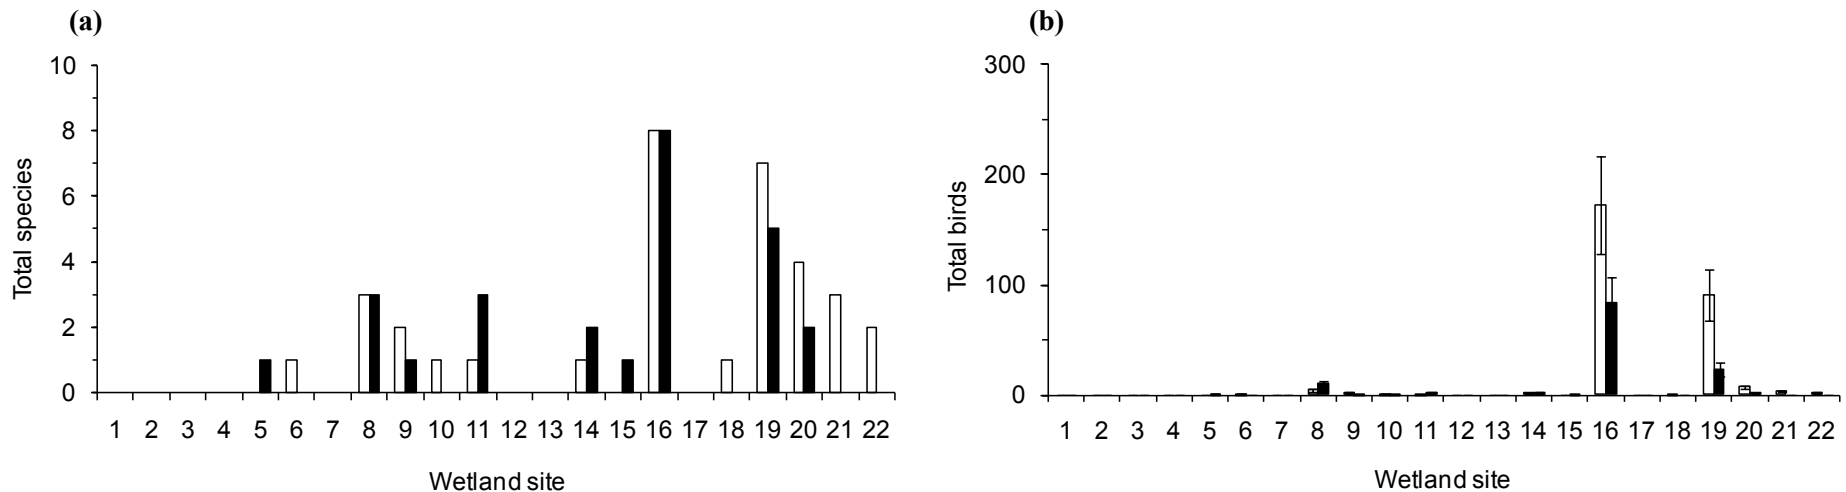 (a)
10
8
6
4
2
0
Total species
1 2 3 4 5 6 7 8 9 10 11 12 13 14 15 16 17 18 19 20 21 22
Wetland site
(b)
300
200
100
0
Total birds
1 2 3 4 5 6 7 8 9 10 11 12 13 14 15 16 17 18 19 20 21 22
Wetland site